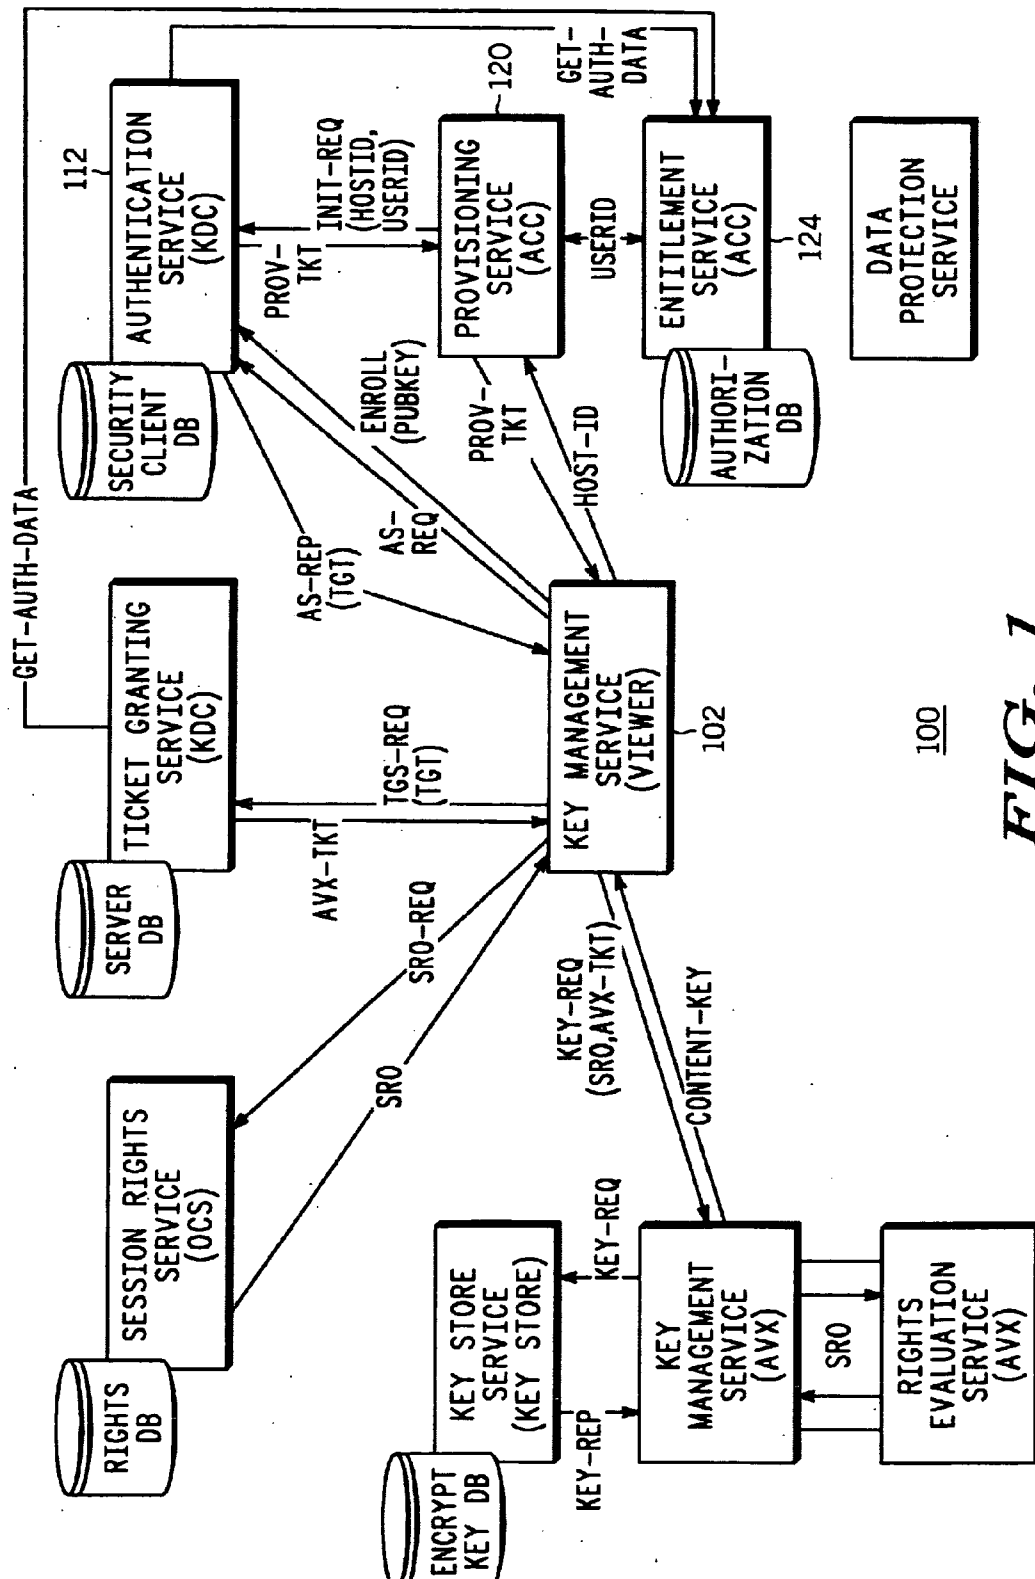 GET-AUTH-DATA
RIGHTS
DB
SESSION RIGHTS
SERVICE
(OCS)
SERVER
DB
TICKET GRANTING
SERVICE
(KDC)
SECURITY
CLIENT
DB
AUTHENTICATION
SERVICE
(KDC)
112
SRO
SRO-REQ
AVX-TKT
TGS-REQ
(TGT)
AS-REP
(TGT)
AS-
REQ
ENROLL
(PUBKEY)
PROV-
TKT
INIT-REQ
(HOSTID,
USERID)
GET-
AUTH-
DATA
ENCRYPT
KEY DB
KEY STORE
SERVICE
(KEY STORE)
KEY-REP
KEY-REQ
KEY-REQ
(SRO,AVX-TKT)
CONTENT-KEY
KEY MANAGEMENT
SERVICE
(VIEWER)
102
PROV-
TKT
HOST-ID
PROVISIONING
SERVICE
(ACC)
120
USERID
KEY
MANAGEMENT
SERVICE
(AVX)
SRO
RIGHTS
EVALUATION
SERVICE
(AVX)
AUTHORI-
ZATION
DB
ENTITLEMENT
SERVICE
(ACC)
124
DATA
PROTECTION
SERVICE
100
FIG. 1